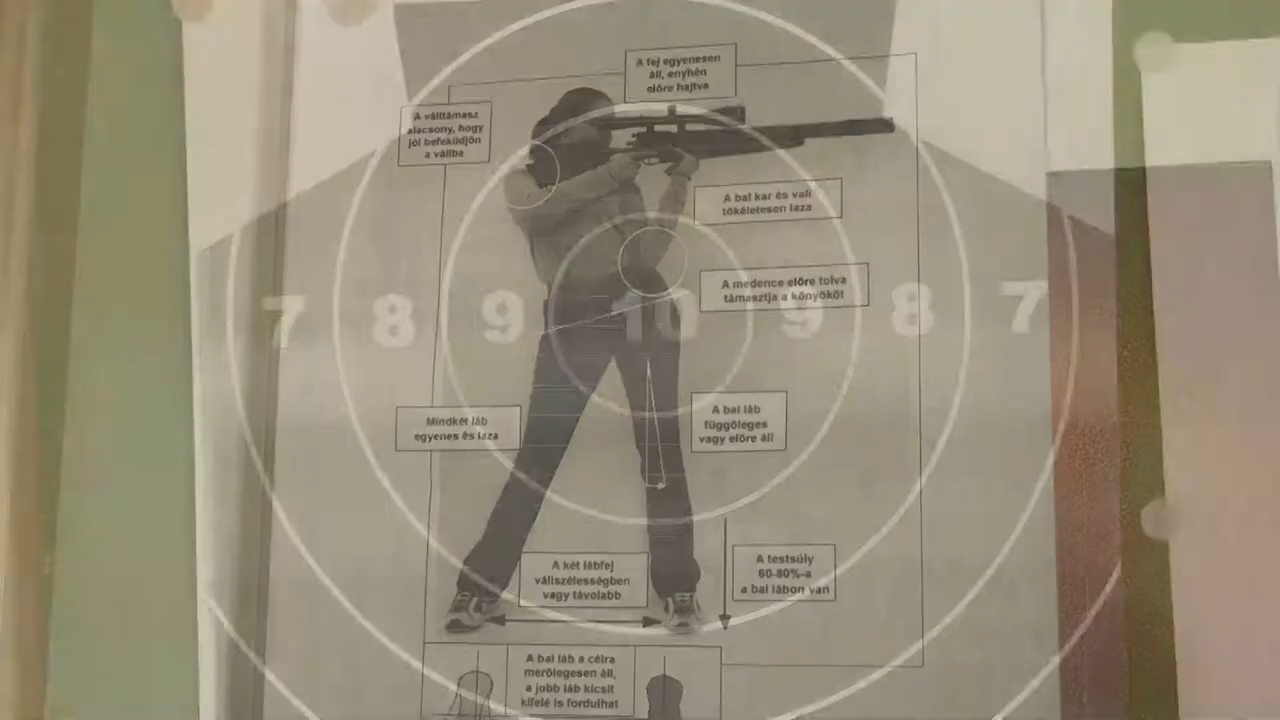 A fej egyenesen
áll, enyhén
előre hajtva
A válltámasz
alacsony, hogy
jól befeküdjön
a vállba
A bal kar és váll
tökéletesen laza
A medence előre tolva
támasztja a könyököt
7 8 9 10 9 8 7
Mindkét láb
egyenes és laza
A bal láb
függőleges
vagy előre áll
A két lábfej
vállszélességben
vagy távolabb
A testsúly
60-80%-a
a bal lábon van
A bal láb a célra
merőlegesen áll,
a jobb láb kicsit
kifelé is fordulhat